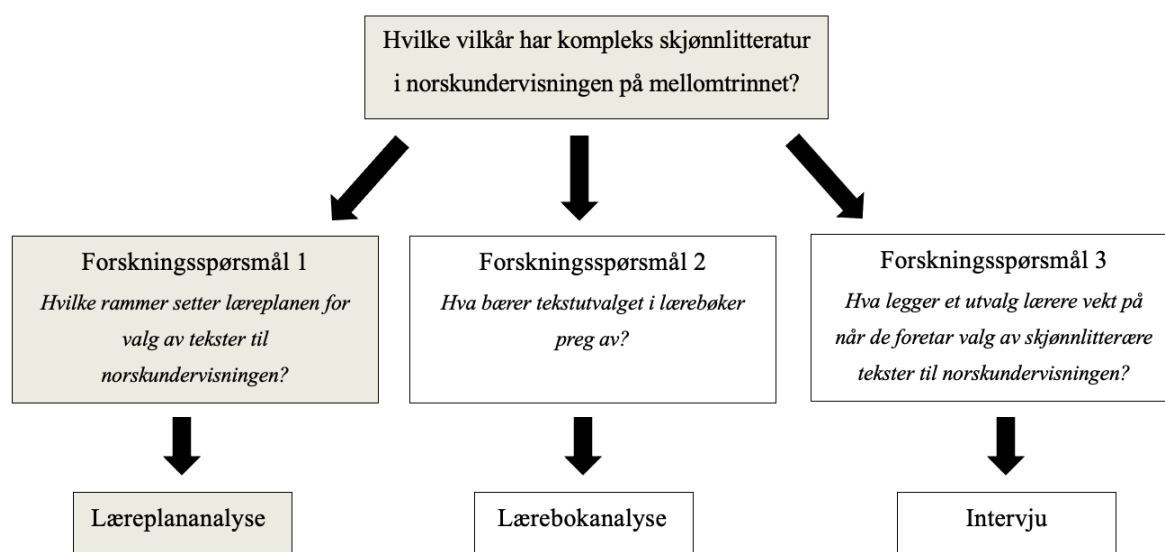 Hvilke vilkår har kompleks skjønnlitteratur
i norskundervisningen på mellomtrinnet?
Forskningsspørsmål 1
Hvilke rammer setter læreplanen for
valg av tekster til
norskundervisningen?
Forskningsspørsmål 2
Hva bærer tekstutvalget i lærebøker
preg av?
Forskningsspørsmål 3
Hva legger et utvalg lærere vekt på
når de foretar valg av skjønnlitterære
tekster til norskundervisningen?
Læreplananalyse
Lærebokanalyse
Intervju